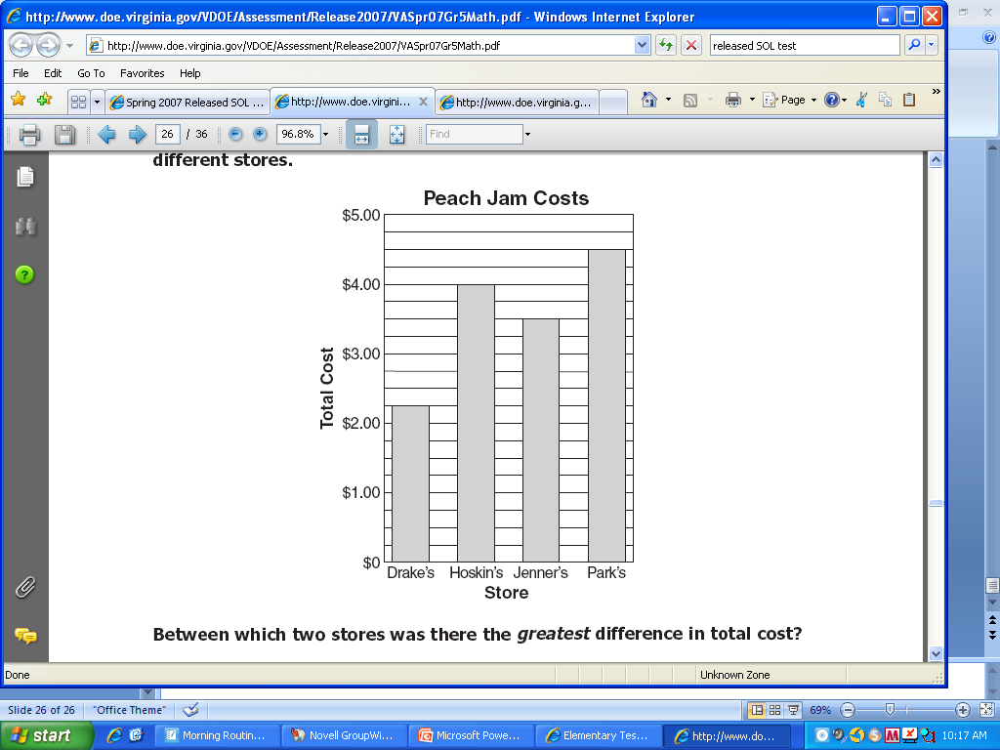 http://www.doe.virginia.gov/VDOE/Assessment/Release2007/VASpr07Gr5Math.pdf - Windows Internet Explorer
http://www.doe.virginia.gov/VDOE/Assessment/Release2007/VASpr07Gr5Math.pdf
released SOL test
File Edit Go To Favorites Help
Spring 2007 Released SOL ... http://www.doe.virgini... X http://www.doe.virginia.g... Page »
26 / 36 96.8% Find
different stores.
Peach Jam Costs
$5.00
$4.00
$3.00
$2.00
$1.00
$0
Total Cost
Drake's Hoskin's Jenner's Park's
Store
Between which two stores was there the greatest difference in total cost?
Done Unknown Zone
Slide 26 of 26 "Office Theme" 69%
start Morning Routin... Novell GroupWi... Microsoft Powe... Elementary Tes... http://www.do... 10:17 AM